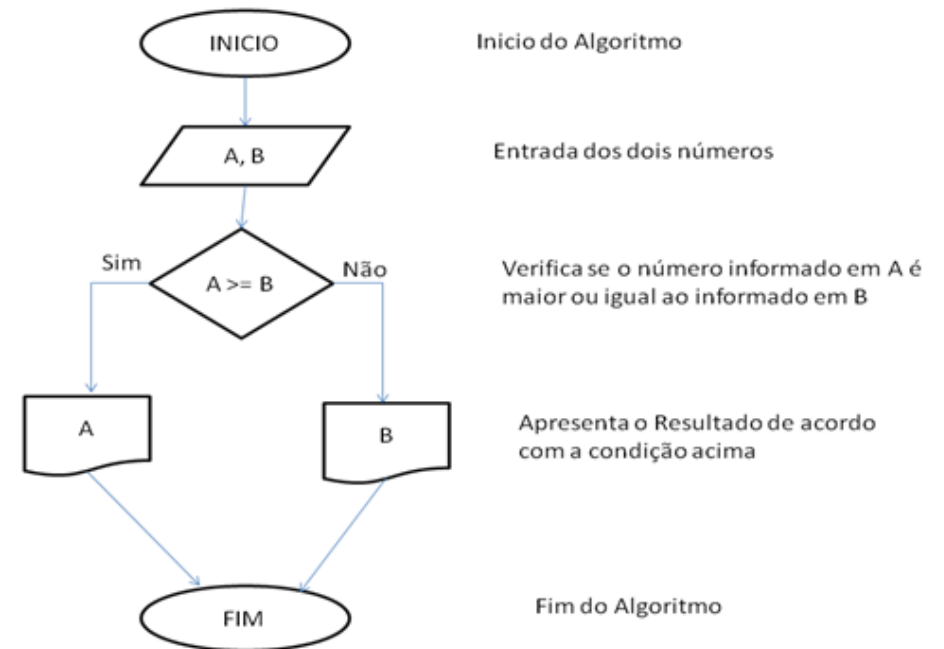 INICIO
Inicio do Algoritmo
A, B
Entrada dos dois números
Sim
A >= B
Não
Verifica se o número informado em A é
maior ou igual ao informado em B
A
B
Apresenta o Resultado de acordo
com a condição acima
FIM
Fim do Algoritmo